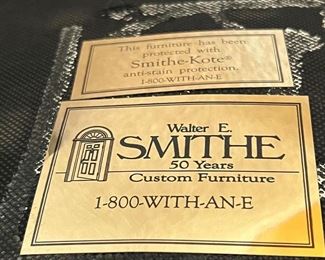 This furniture has been
protected with
Smithe-Kote®
anti-stain protection.
1-800-WITH-AN-E
Walter E.
SMITHE
50 Years
Custom Furniture
1-800-WITH-AN-E